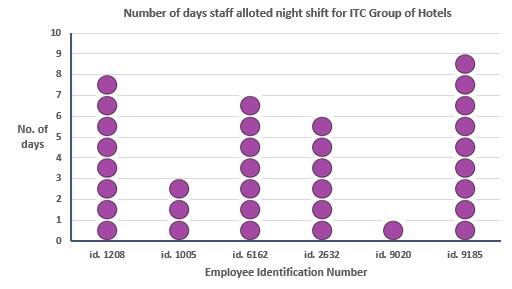 Number of days staff alloted night shift for ITC Group of Hotels
10
9
8
7
6
5
4
3
2
1
0
No. of
days
id. 1208 id. 1005 id. 6162 id. 2632 id. 9020 id. 9185
Employee Identification Number